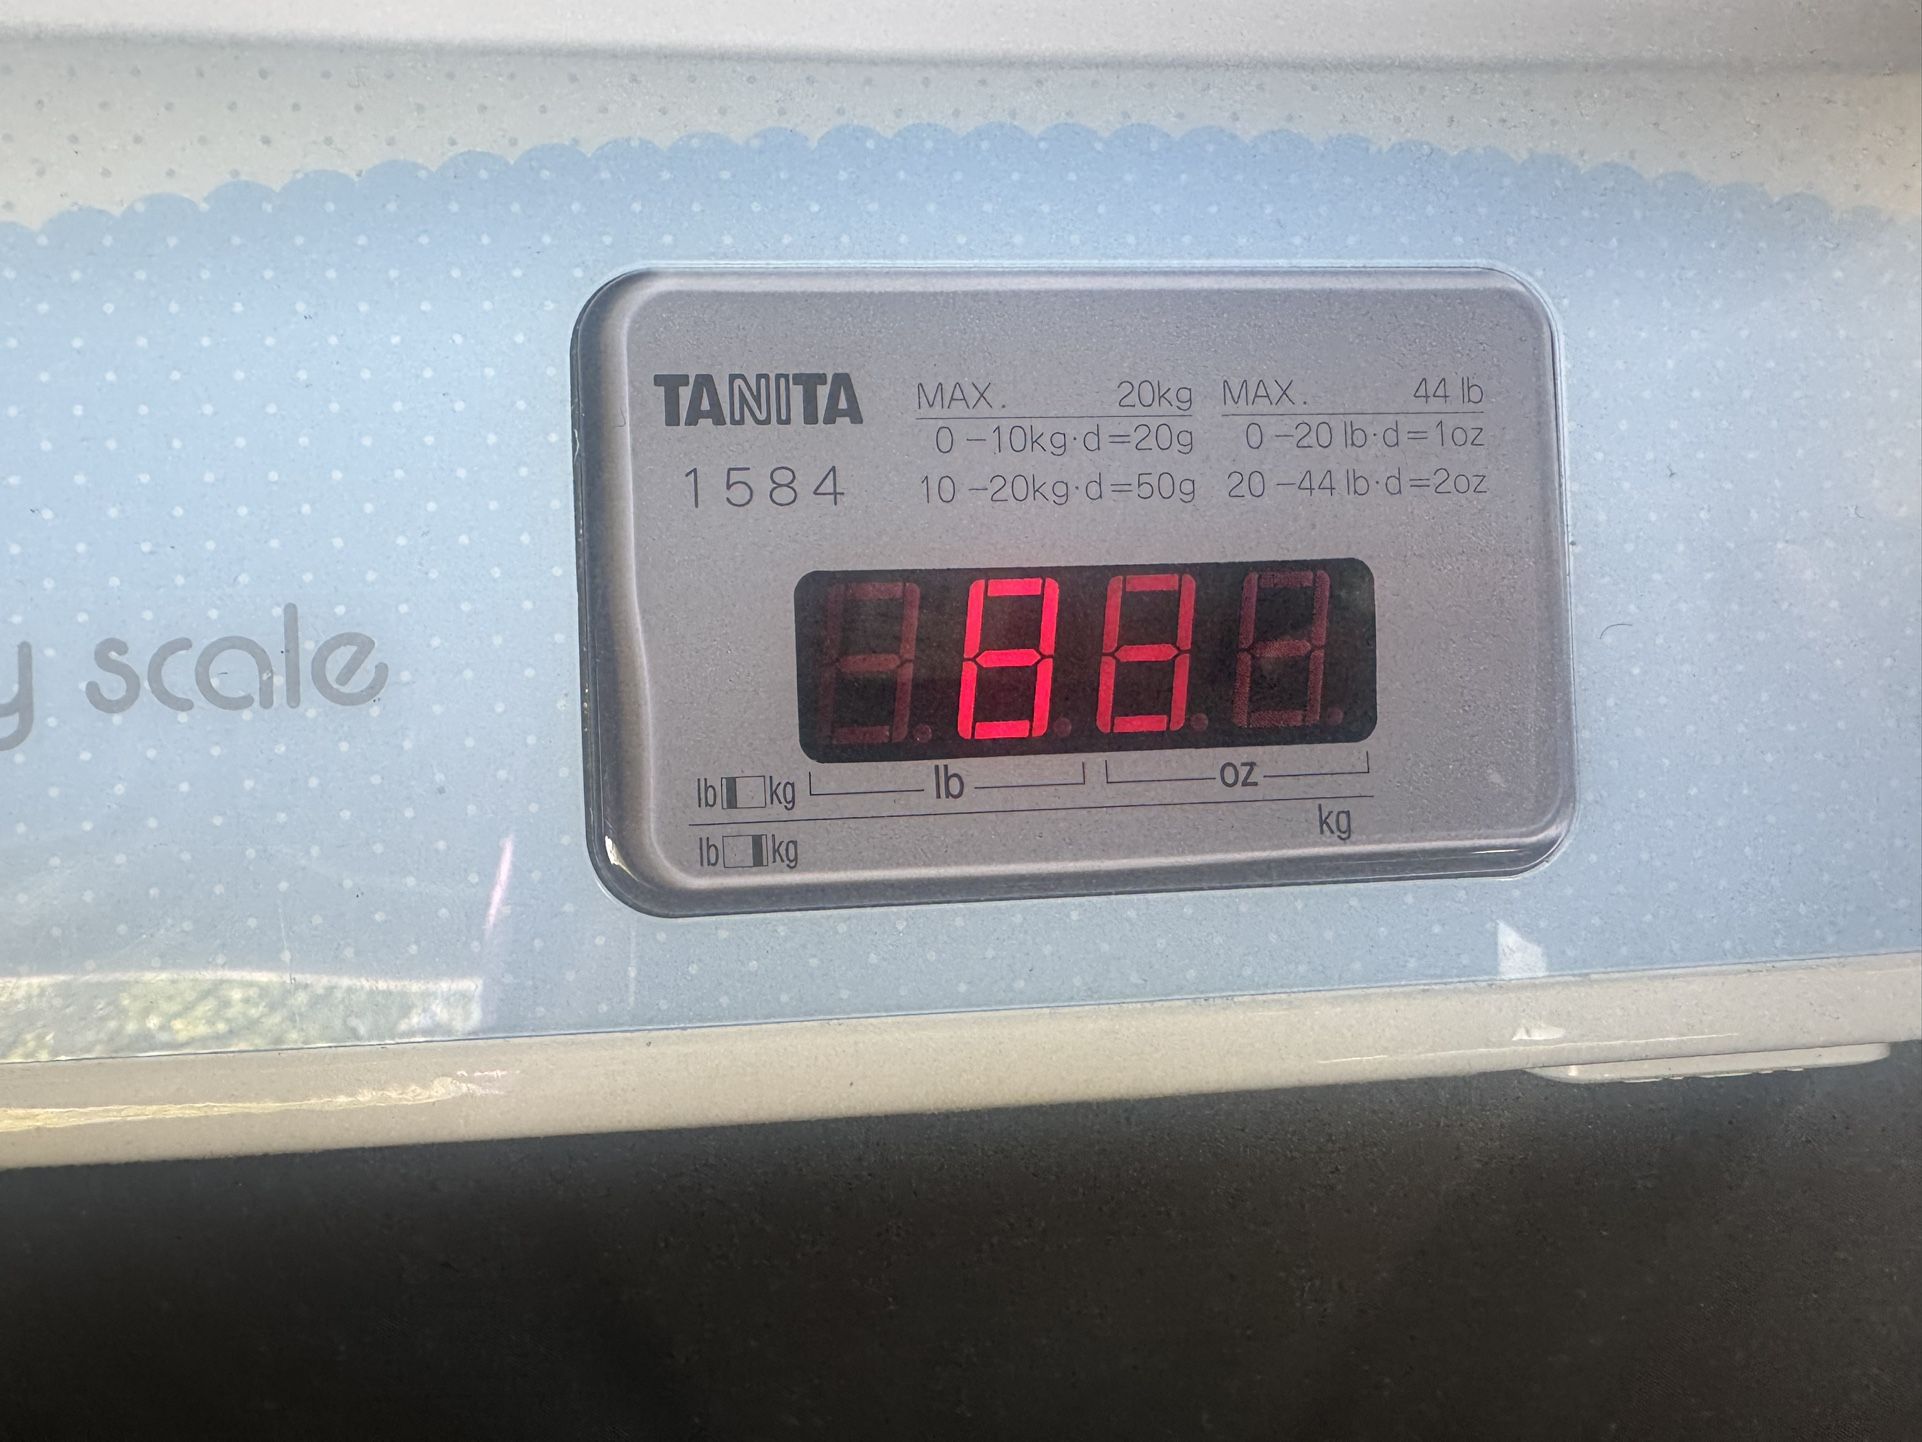 TANITA
1584
MAX. 20kg
0-10kg·d=20g
10-20kg·d=50g
MAX. 44 lb
0-20 lb·d=1oz
20-44 lb·d=2oz
y scale
88
lb kg
lb
oz
lb kg
kg